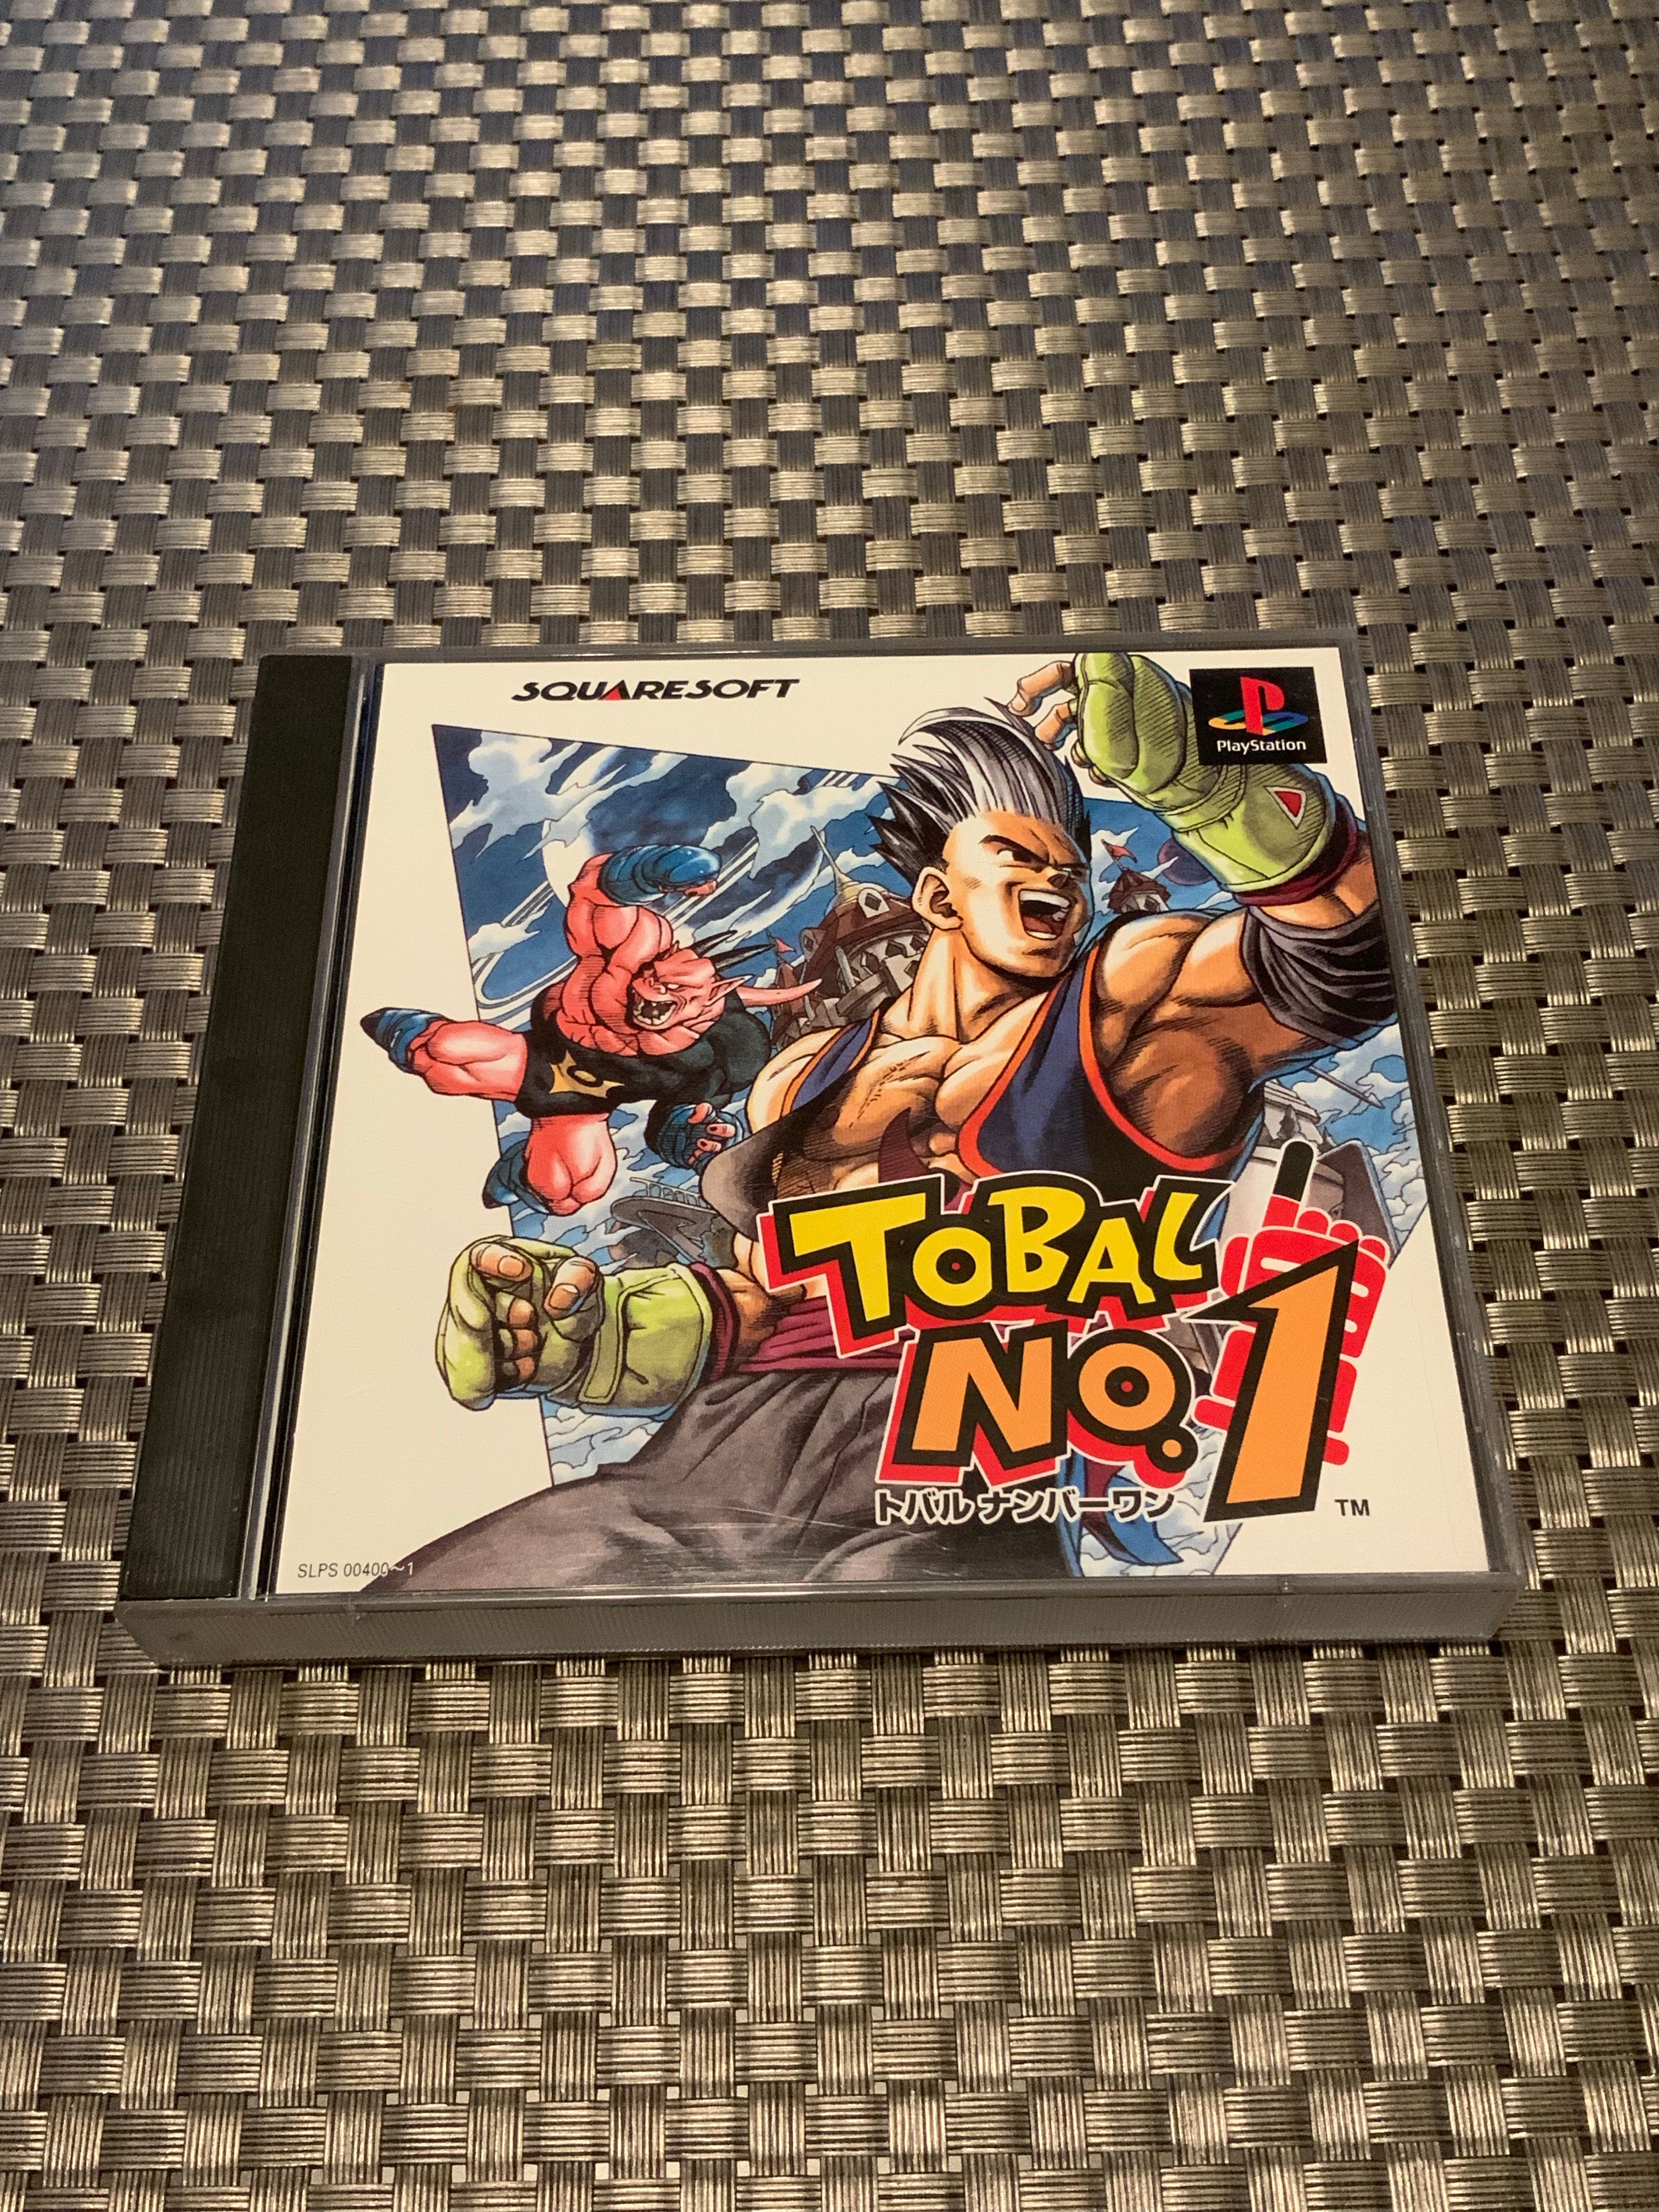 SQUARESOFT
PlayStation
TOBAL
NO.1
トバル ナンバーワン
TM
SLPS 00400~1